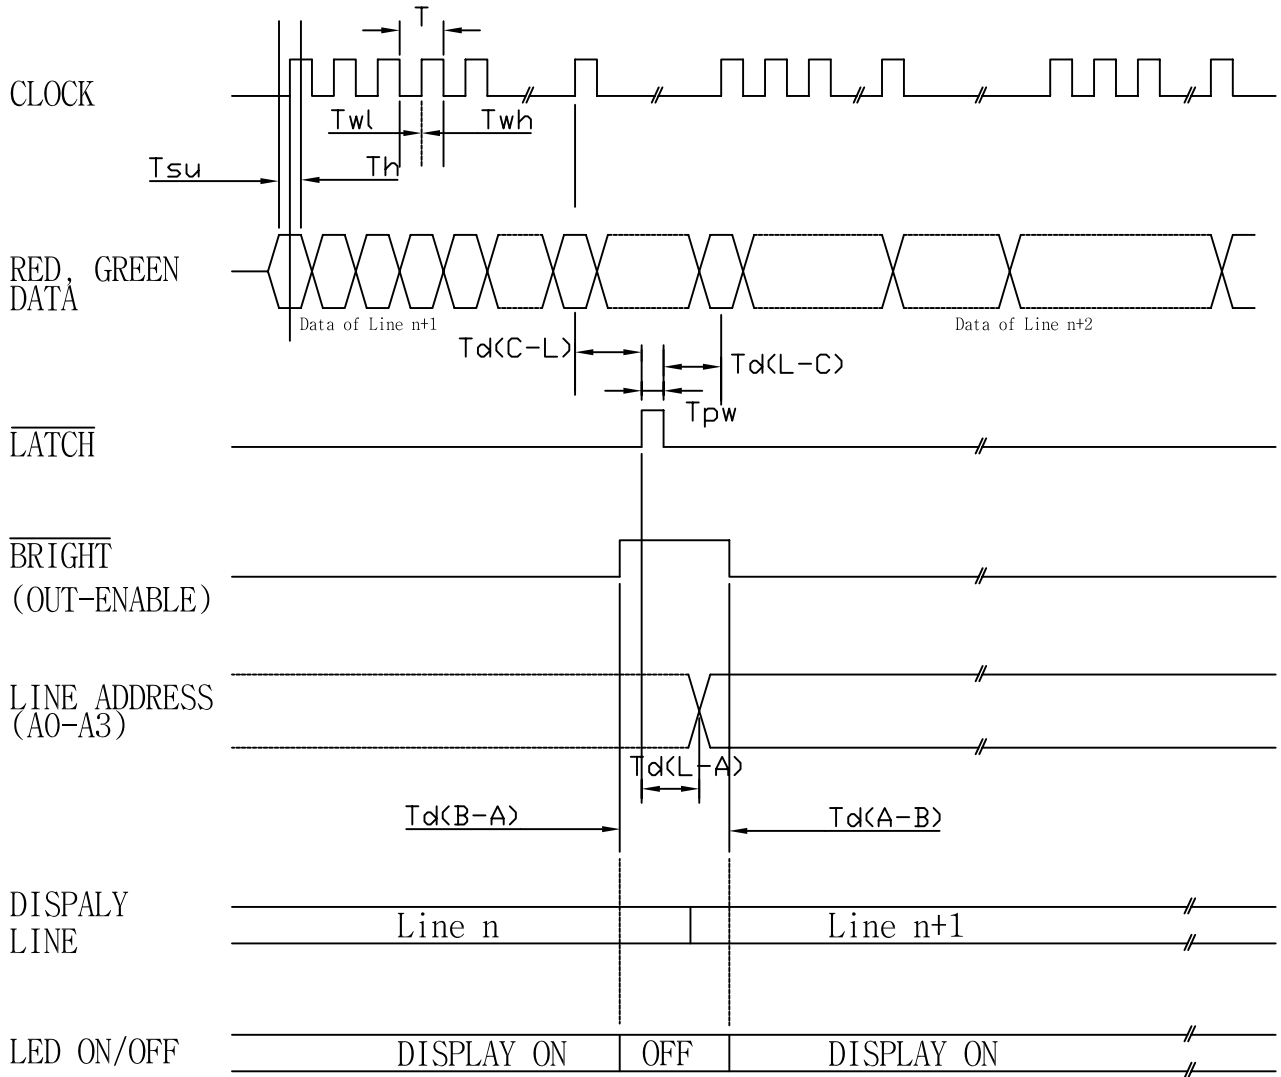 T
CLOCK
Twl
Twh
Tsu
Th
RED, GREEN
DATA
Data of Line n+1
Data of Line n+2
Td(C-L)
Td(L-C)
Tpw
LATCH
BRIGHT
(OUT-ENABLE)
LINE ADDRESS
(A0-A3)
Td(L-A)
Td(B-A)
Td(A-B)
DISPALY
LINE
Line n
Line n+1
LED ON/OFF
DISPLAY ON
OFF
DISPLAY ON